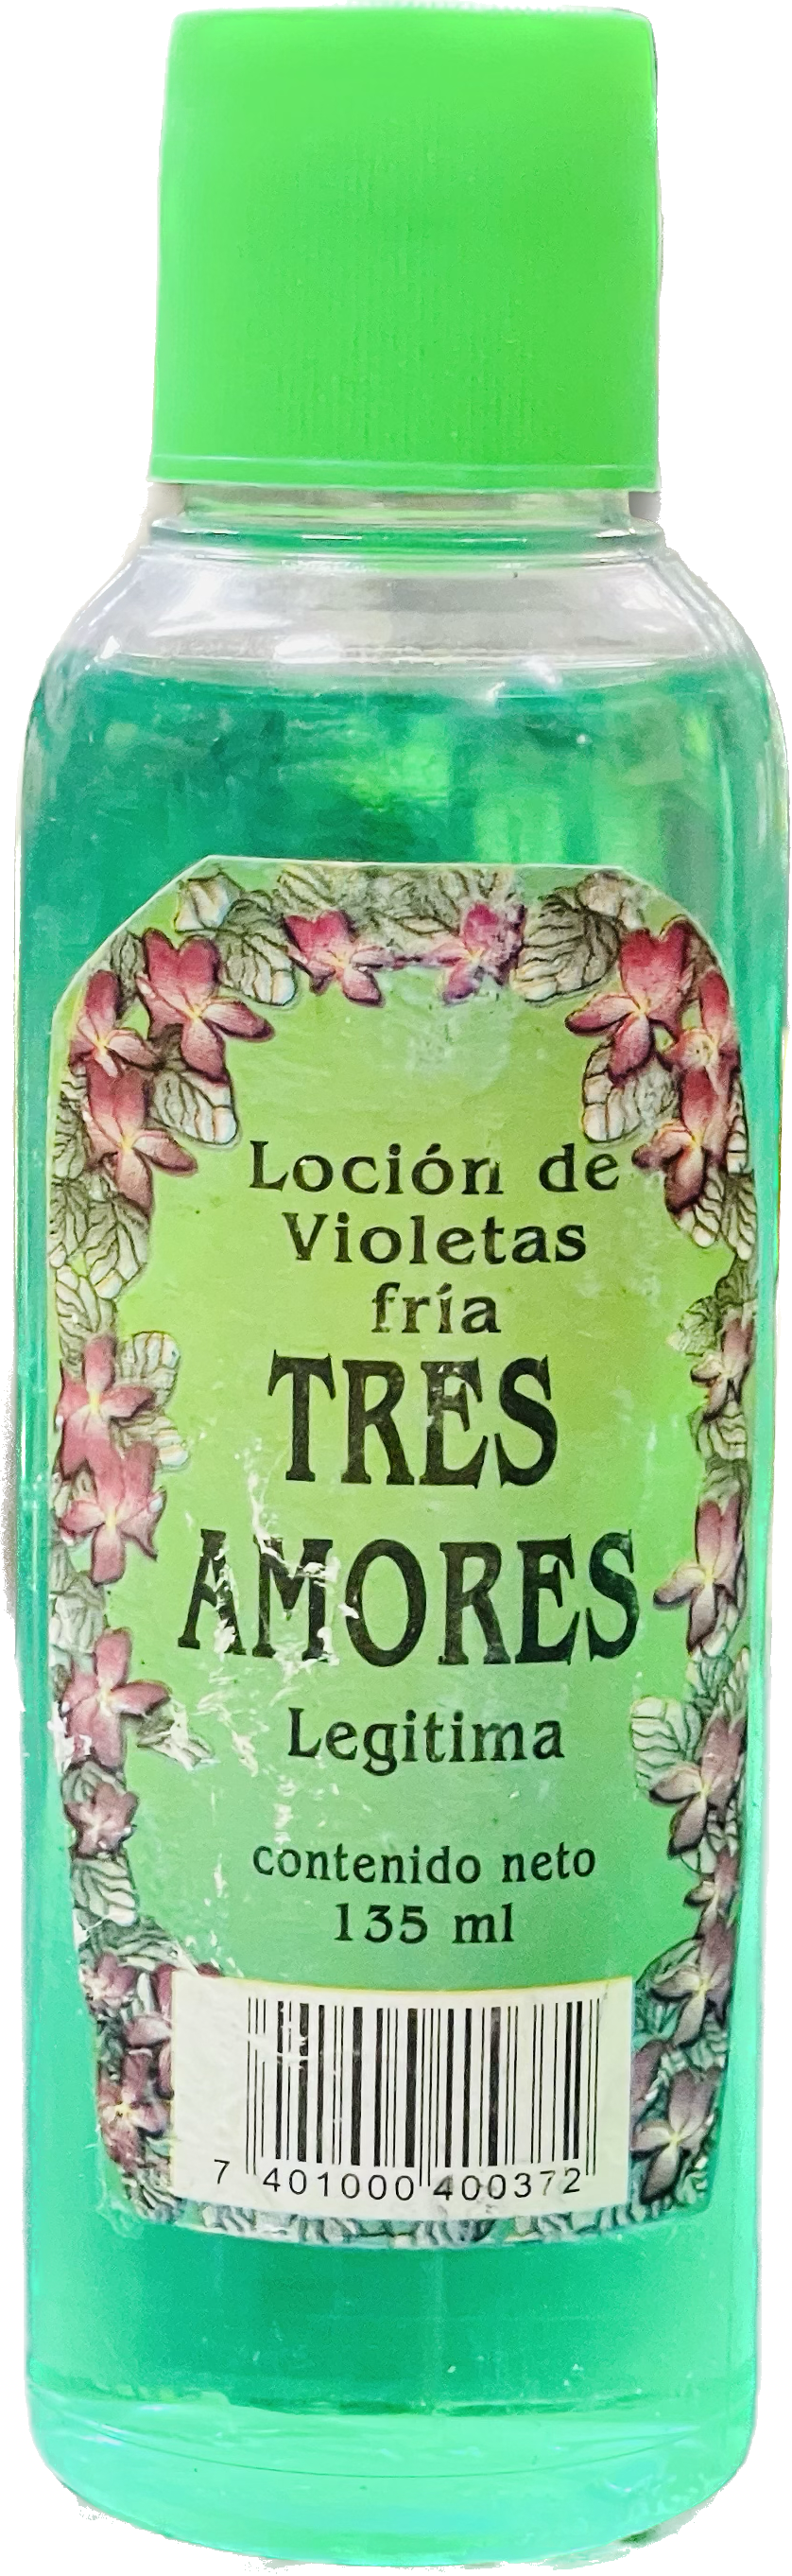 Loción de
Violetas
fría
TRES
AMORES
Legitima
contenido neto
135 ml
7 401000 400372